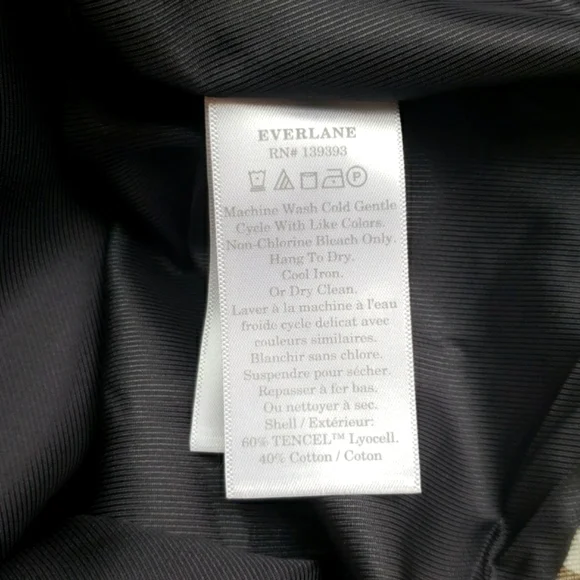 EVERLANE
RN# 139393
P
Machine Wash Cold Gentle
Cycle With Like Colors.
Non-Chlorine Bleach Only.
Hang To Dry.
Cool Iron.
Or Dry Clean.
Laver à la machine à l'eau
froide cycle delicat avec
couleurs similaires.
Blanchir sans chlore.
Suspendre pour sécher.
Repasser à fer bas.
Ou nettoyer à sec.
Shell / Extérieur:
60% TENCEL™ Lyocell.
40% Cotton / Coton